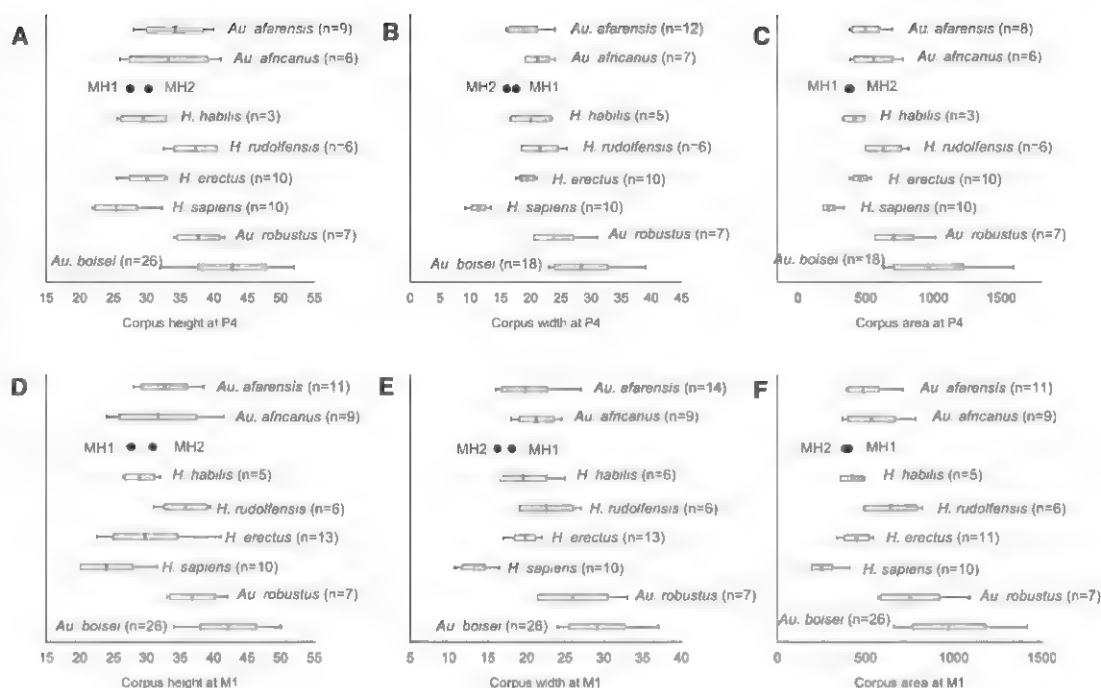 A
Au. afarensis (n=9)
Au. africanus (n=6)
MH1 MH2
H. habilis (n=3)
H. rudolfensis (n=6)
H. erectus (n=10)
H. sapiens (n=10)
Au robustus (n=7)
Au. boisei (n=26)
15 20 25 30 35 40 45 50 55
Corpus height at P4
B
Au. afarensis (n=12)
Au. africanus (n=7)
MH2 MH1
H. habilis (n=5)
H. rudolfensis (n=6)
H. erectus (n=10)
H. sapiens (n=10)
Au. robustus (n=7)
Au boisei (n=18)
0 5 10 15 20 25 30 35 40 45
Corpus width at P4
C
Au. afarensis (n=8)
Au. africanus (n=6)
MH1 MH2
H. habilis (n=3)
H. rudolfensis (n=6)
H. erectus (n=10)
H. sapiens (n=10)
Au robustus (n=7)
Au. boisei (n=18)
0 500 1000 1500
Corpus area at P4
D
Au. afarensis (n=11)
Au. africanus (n=9)
MH1 MH2
H. habilis (n=5)
H. rudolfensis (n=6)
H erectus (n=13)
H sapiens (n=10)
Au robustus (n=7)
Au boisei (n=26)
15 20 25 30 35 40 45 50 55
Corpus height at M1
E
Au. afarensis (n=14)
Au. africanus (n=9)
MH2 MH1
H habilis (n=6)
H. rudolfensis (n=6)
H erectus (n=13)
H sapiens (n=10)
Au robustus (n=7)
Au boisei (n=26)
5 10 15 20 25 30 35 40
Corpus width at M1
F
Au afarensis (n=11)
Au africanus (n=9)
MH2 MH1
H habilis (n=5)
H. rudolfensis (n=6)
H. erectus (n=11)
H. sapiens (n=10)
Au robustus (n=7)
Au. boisei (n=26)
0 500 1000 1500
Corpus area at M1